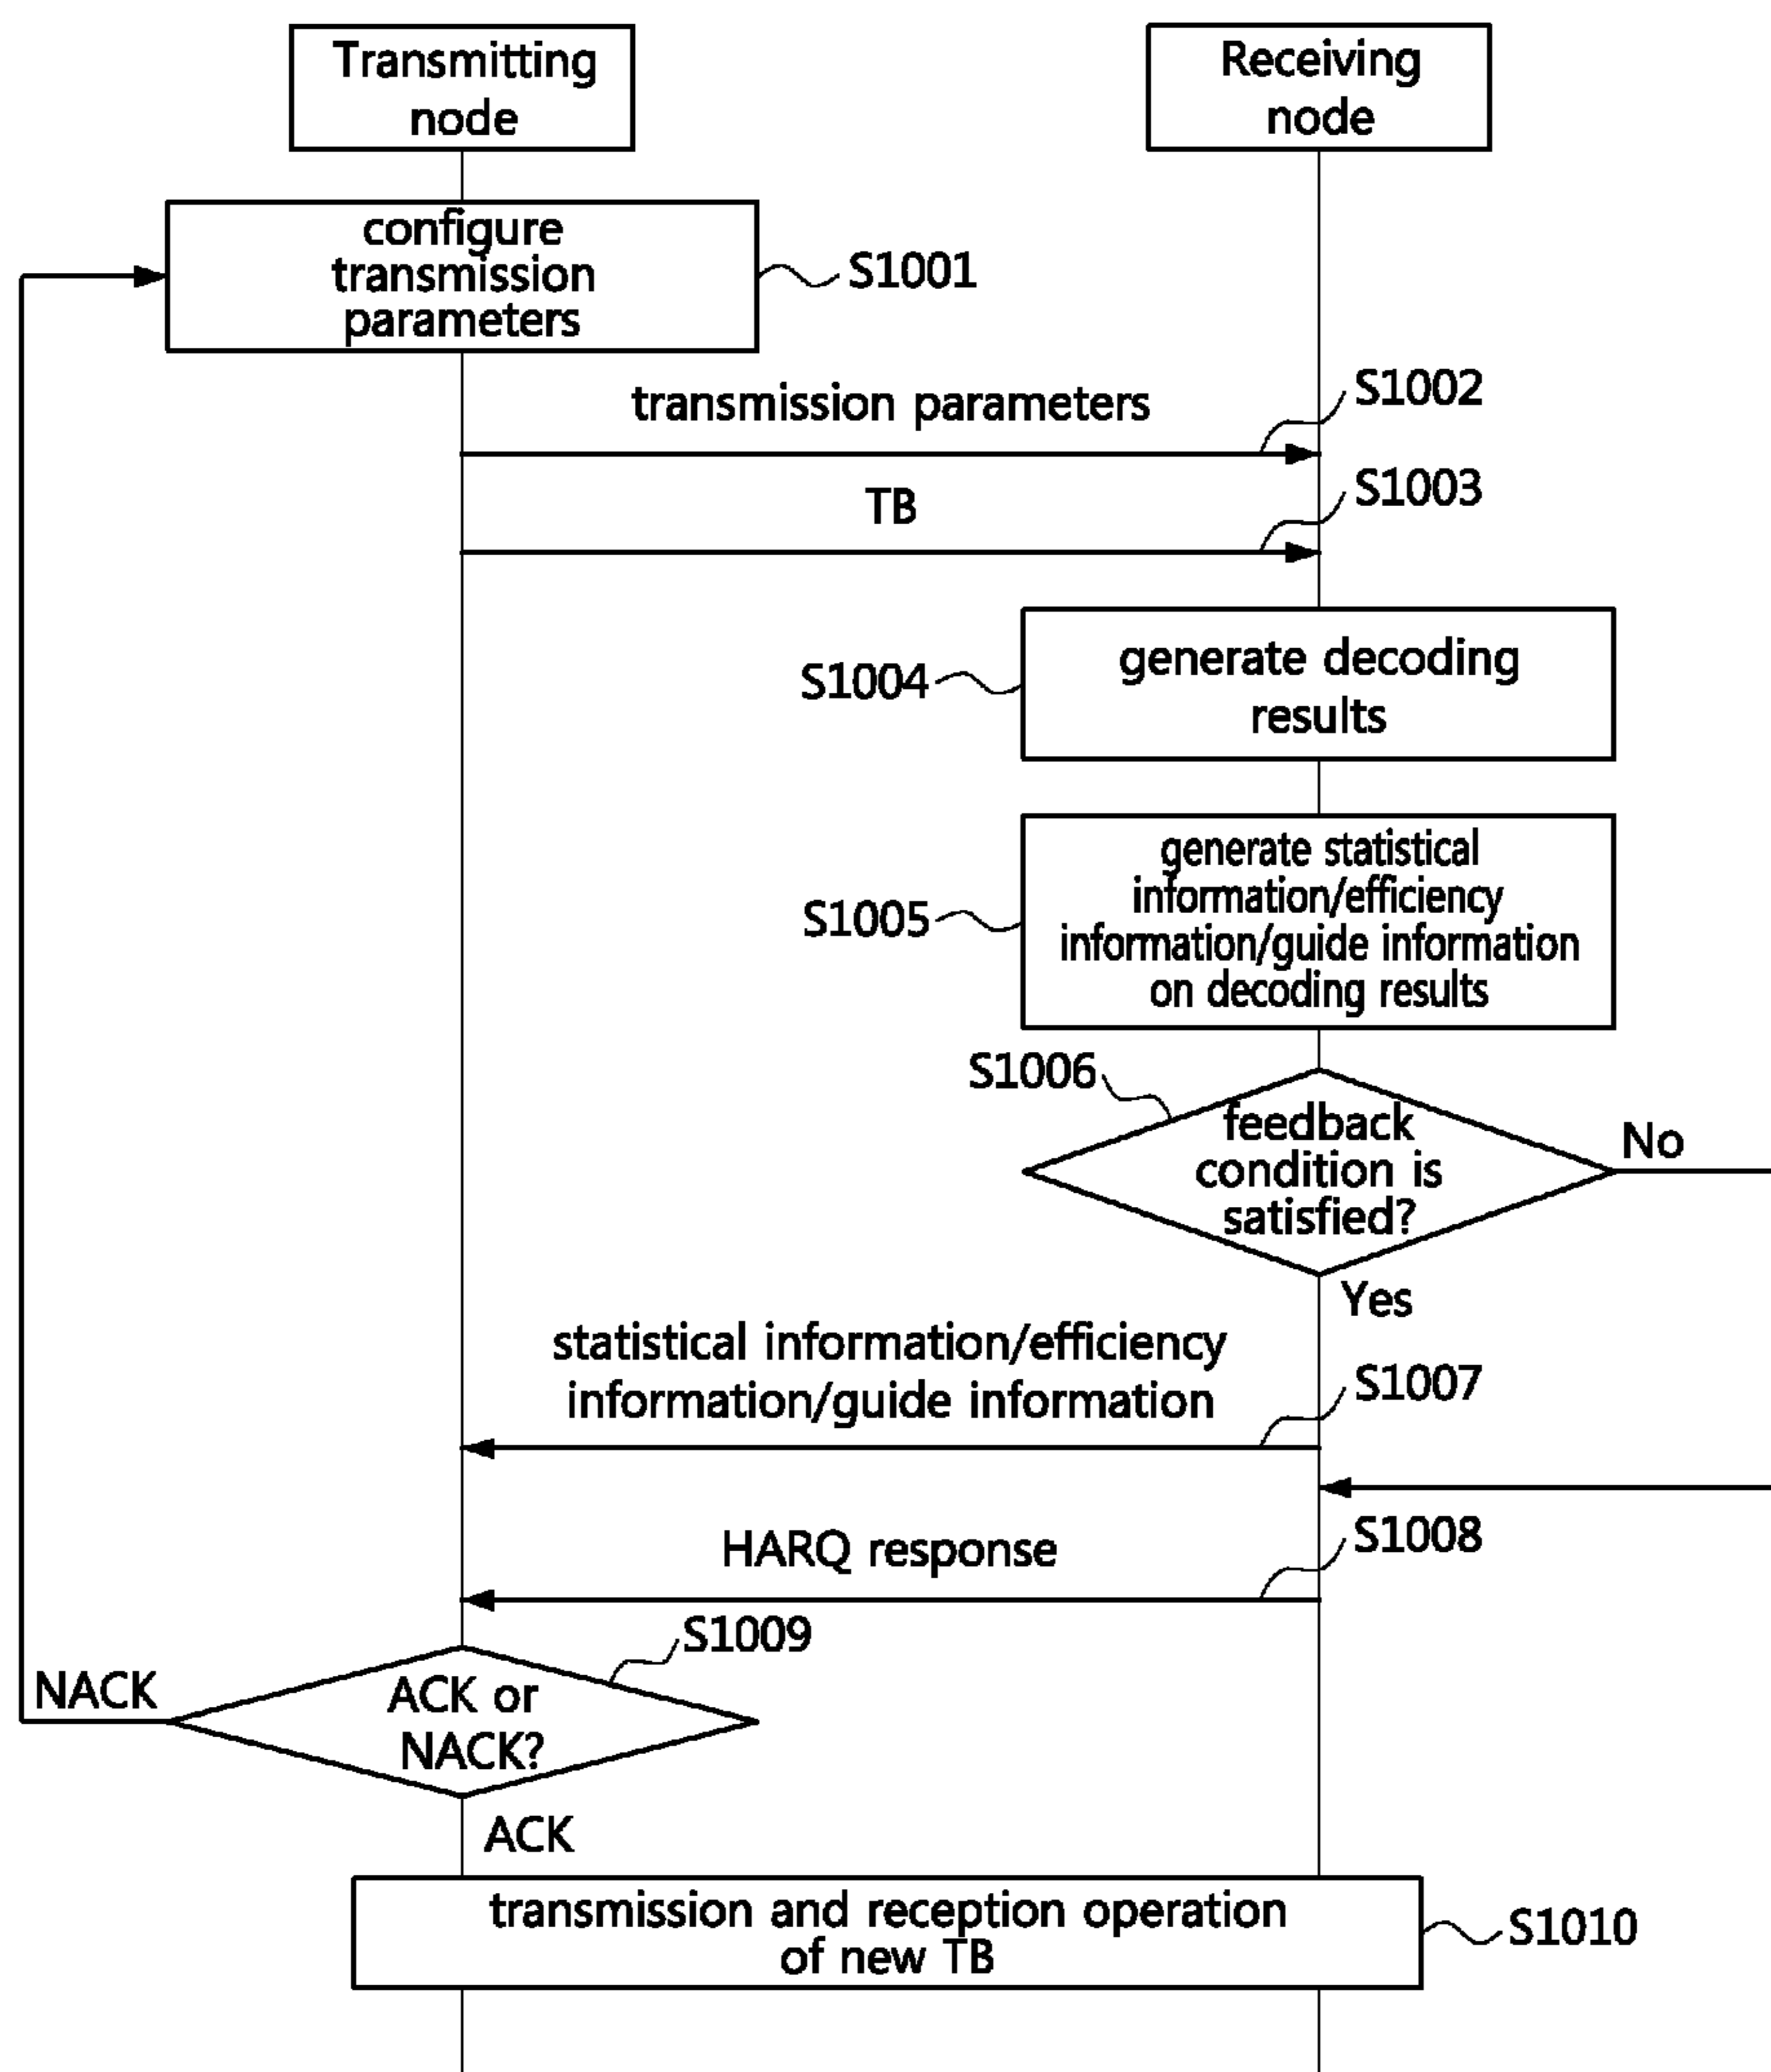 Transmitting
node
Receiving
node
configure
transmission
parameters
S1001
transmission parameters
S1002
TB
S1003
generate decoding
results
S1004
generate statistical
information/efficiency
information/guide information
on decoding results
S1005
S1006
feedback
condition is
satisfied?
No
Yes
statistical information/efficiency
information/guide information
S1007
HARQ response
S1008
S1009
NACK
ACK or
NACK?
ACK
transmission and reception operation
of new TB
S1010